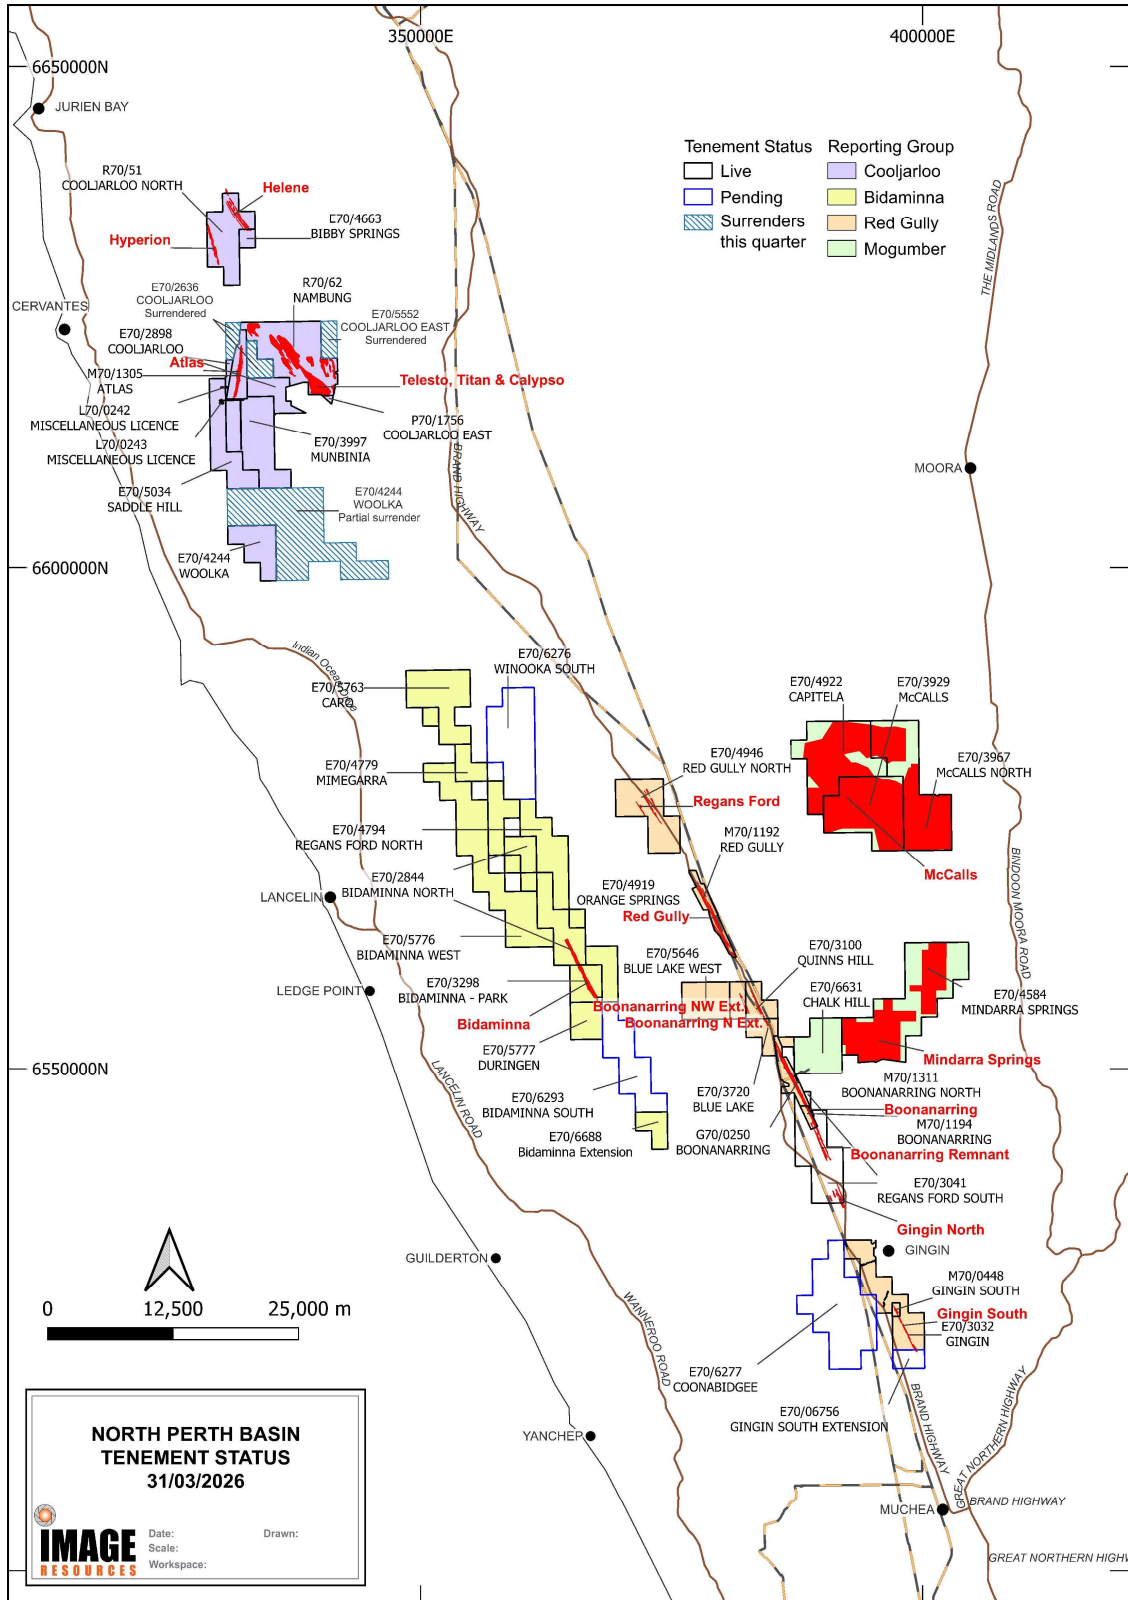 350000E
400000E
6650000N
JURIEN BAY
Tenement Status
Live
Pending
Surrenders
this quarter
Reporting Group
Cooljarloo
Bidaminna
Red Gully
Mogumber
R70/51
COOLJARLOO NORTH
Helene
E70/4663
BIBBY SPRINGS
Hyperion
THE MIDLANDS ROAD
E70/2636
COOLJARLOO
Surrendered
R70/62
NAMBUNG
CERVANTES
E70/5552
COOLJARLOO EAST
Surrendered
E70/2898
COOLJARLOO
Atlas
M70/1305
ATLAS
Telesto, Titan & Calypso
L70/0242
MISCELLANEOUS LICENCE
P70/1756
COOLJARLOO EAST
L70/0243
MISCELLANEOUS LICENCE
E70/3997
MUNBINIA
BRAND HIGHWAY
MOORA
E70/5034
SADDLE HILL
E70/4244
WOOLKA
Partial surrender
E70/4244
WOOLKA
6600000N
Indian Ocean Drive
E70/6276
WINOOKA SOUTH
E70/5763
CARO
E70/4922
CAPITELA
E70/3929
McCALLS
E70/4946
RED GULLY NORTH
E70/3967
McCALLS NORTH
E70/4779
MIMEGARRA
Regans Ford
E70/4794
REGANS FORD NORTH
M70/1192
RED GULLY
McCalls
BINDOON MOORA ROAD
E70/2844
BIDAMINNA NORTH
E70/4919
ORANGE SPRINGS
LANCELIN
Red Gully
E70/5776
BIDAMINNA WEST
E70/5646
BLUE LAKE WEST
E70/3100
QUINNS HILL
E70/6631
CHALK HILL
LEDGE POINT
E70/3298
BIDAMINNA - PARK
E70/4584
MINDARRA SPRINGS
Boonanarring NW Ext.
Boonanarring N Ext.
Bidaminna
E70/5777
DURINGEN
Mindarra Springs
6550000N
LANCELIN ROAD
M70/1311
BOONANARRING NORTH
E70/6293
BIDAMINNA SOUTH
E70/3720
BLUE LAKE
Boonanarring
M70/1194
BOONANARRING
E70/6688
Bidaminna Extension
G70/0250
BOONANARRING
Boonanarring Remnant
E70/3041
REGANS FORD SOUTH
Gingin North
GUILDERTON
GINGIN
M70/0448
GINGIN SOUTH
0
12,500
25,000 m
WANNEROO ROAD
Gingin South
E70/3032
GINGIN
E70/6277
COONABIDGEE
E70/06756
GINGIN SOUTH EXTENSION
BRAND HIGHWAY
GREAT NORTHERN HIGHWAY
YANCHEP
MUCHEA
BRAND HIGHWAY
GREAT NORTHERN HIGHW
NORTH PERTH BASIN
TENEMENT STATUS
31/03/2026
IMAGE
RESOURCES
Date:
Drawn:
Scale:
Workspace: